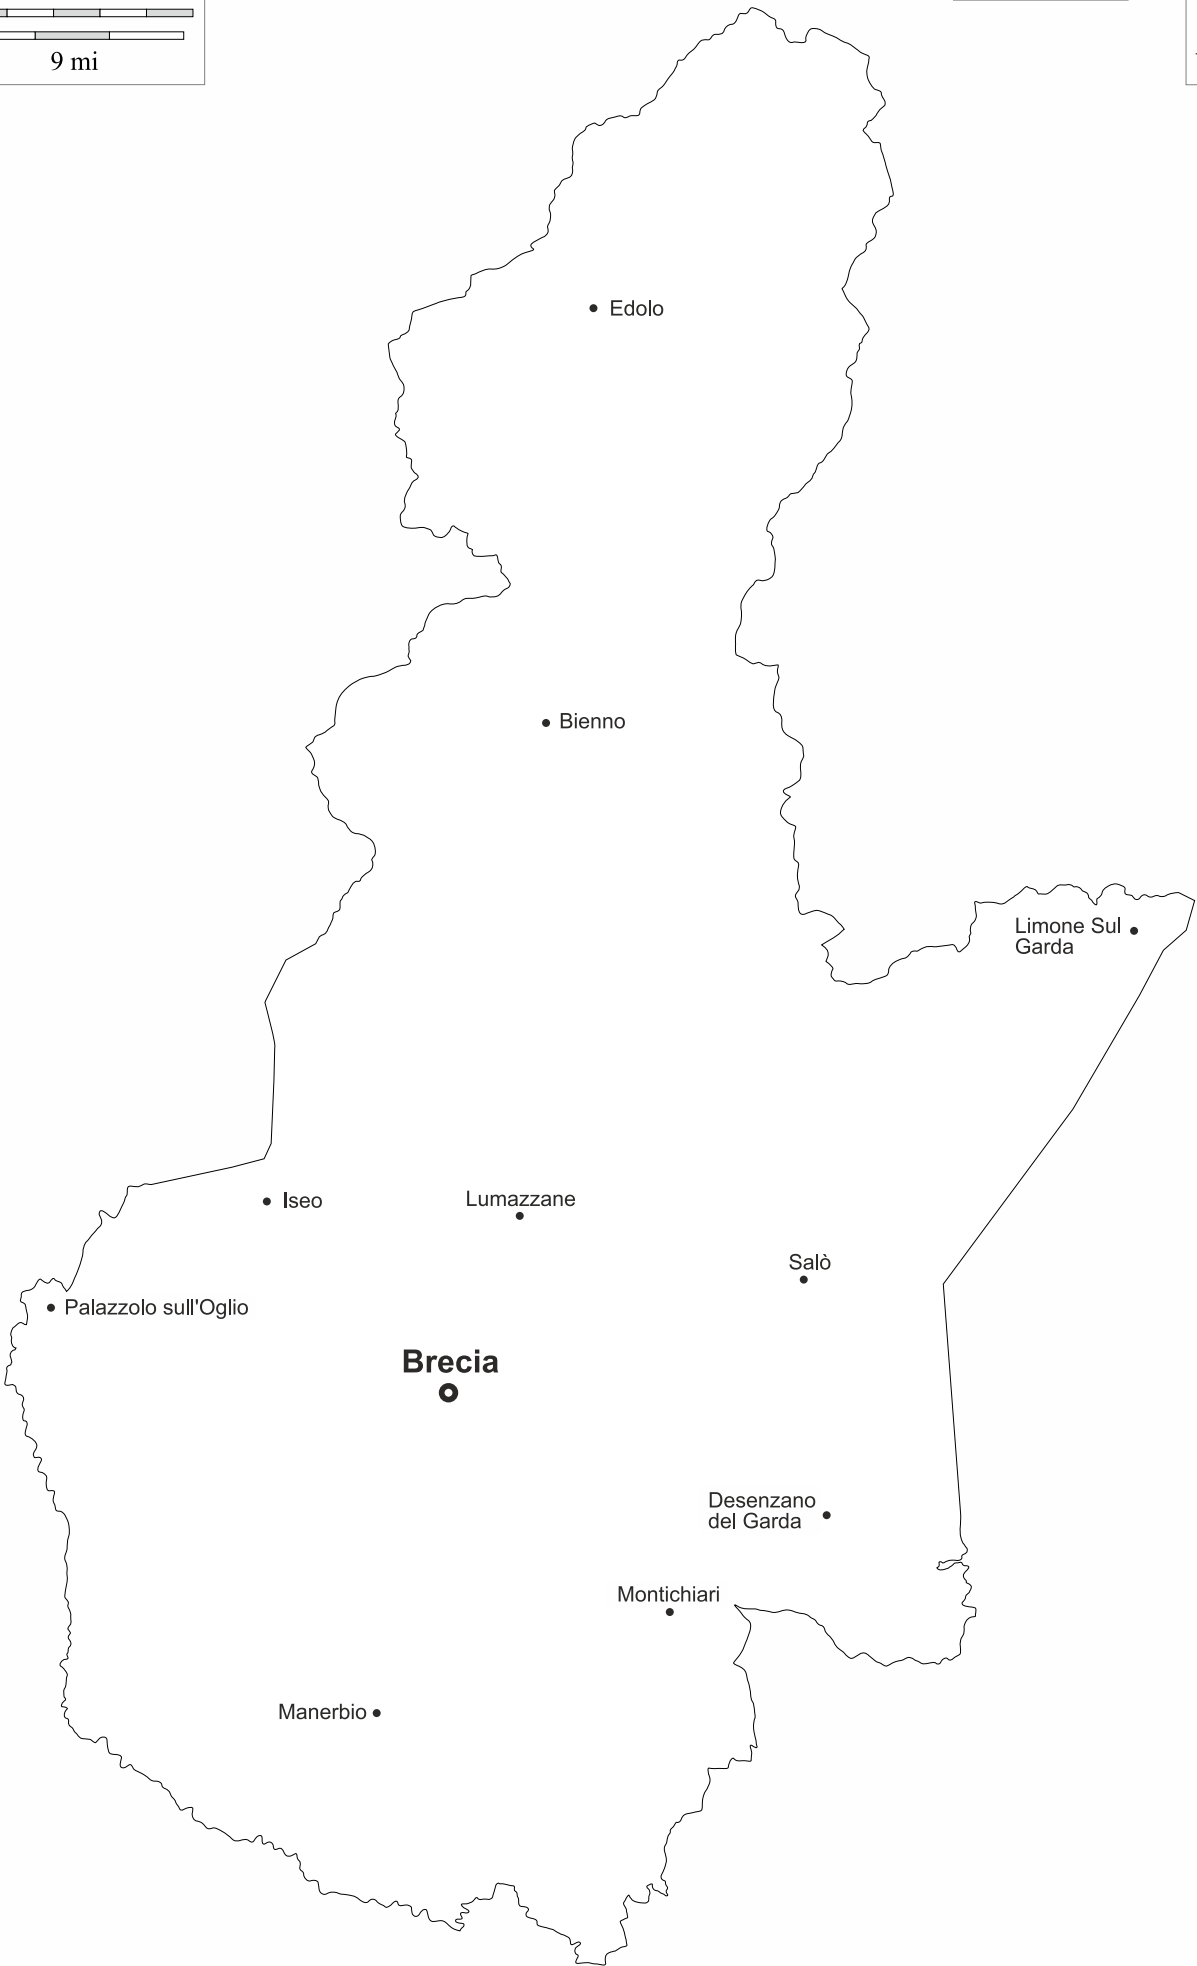 9 mi
Edolo
Bienno
Limone Sul
Garda
Iseo
Lumazzane
Salò
Palazzolo sull'Oglio
Brecia
Desenzano
del Garda
Montichiari
Manerbio